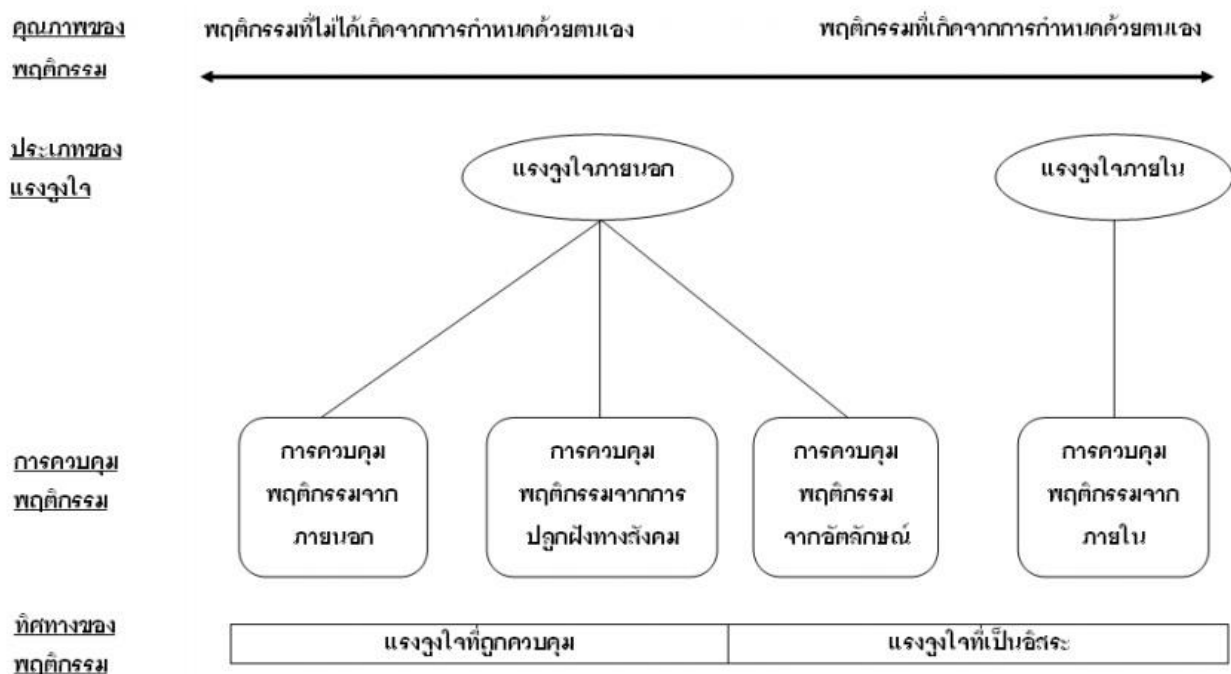 คุณภาพของ
พฤติกรรม
พฤติกรรมที่ไม่ได้เกิดจากการกำหนดด้วยตนเอง
พฤติกรรมที่เกิดจากการกำหนดด้วยตนเอง
ประเภทของ
แรงจูงใจ
แรงจูงใจภายนอก
แรงจูงใจภายใน
การควบคุม
พฤติกรรม
การควบคุม
พฤติกรรมจาก
ภายนอก
การควบคุม
พฤติกรรมจากการ
ปลูกฝังทางสังคม
การควบคุม
พฤติกรรม
จากอัตลักษณ์
การควบคุม
พฤติกรรมจาก
ภายใน
ทิศทางของ
พฤติกรรม
แรงจูงใจที่ถูกควบคุม
แรงจูงใจที่เป็นอิสระ